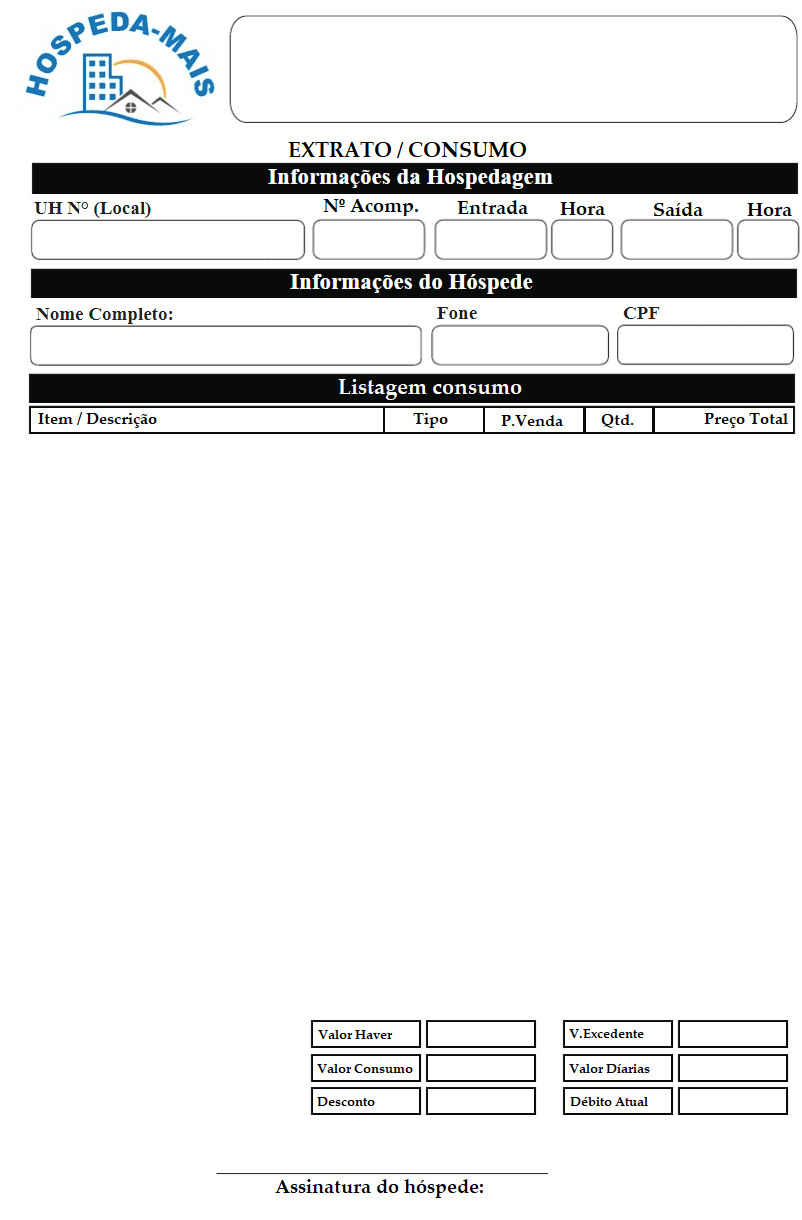 HOSPEDA-MAIS
EXTRATO / CONSUMO
Informações da Hospedagem
UH Nº (Local) Nº Acomp. Entrada Hora Saída Hora
Informações do Hóspede
Nome Completo: Fone CPF
Listagem consumo
Item / Descrição Tipo P.Venda Qtd. Preço Total
Valor Haver V.Excedente
Valor Consumo Valor Díarias
Desconto Débito Atual
Assinatura do hóspede: